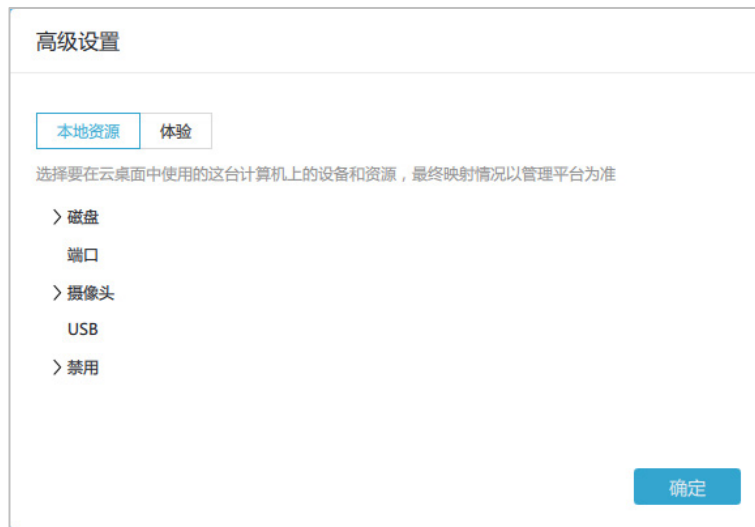 高级设置
本地资源 体验
选择要在云桌面中使用的这台计算机上的设备和资源，最终映射情况以管理平台为准
磁盘
端口
摄像头
USB
禁用
确定